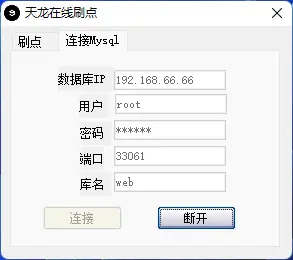 天龙在线刷点
刷点 连接Mysql
数据库IP 192.168.66.66
用户 root
密码 ******
端口 33061
库名 web
连接 断开